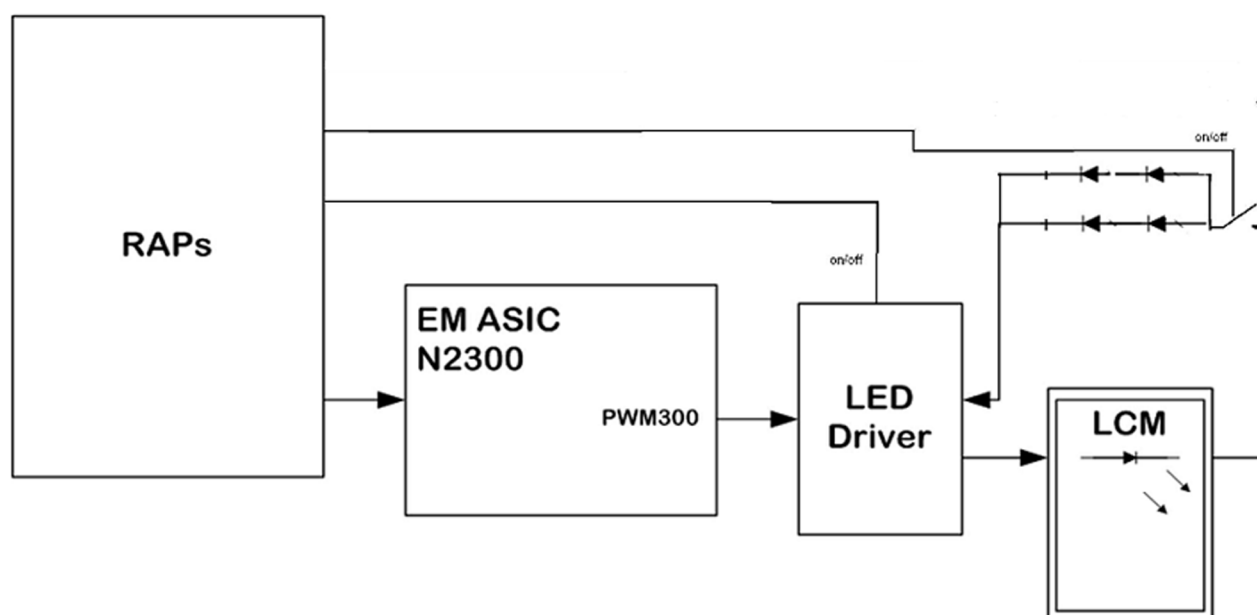 on/off
RAPs
on/off
EM ASIC
N2300
PWM300
LED
Driver
LCM